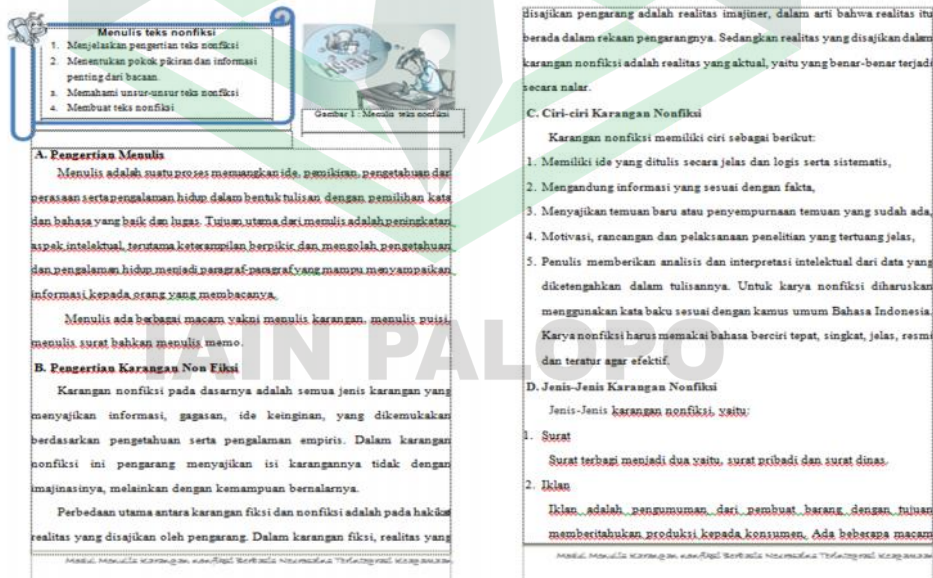 Menulis teks nonfiksi
1. Menjelaskan pengertian teks nonfiksi
2. Menentukan pokok pikiran dan informasi
penting dari bacaan.
3. Memahami unsur-unsur teks nonfiksi
4. Membuat teks nonfiksi
Gambar 1 : Menulis teks nonfiksi
A. Pengertian Menulis
Menulis adalah suatu proses menuangkan ide, pemikiran, pengetahuan dan
perasaan serta pengalaman hidup dalam bentuk tulisan dengan pemilihan kata
dan bahasa yang baik dan lugas. Tujuan utama dari menulis adalah peningkatan
aspek intelektual, terutama keterampilan berpikir dan mengolah pengetahuan
dan pengalaman hidup menjadi paragraf-paragraf yang mampu menyampaikan
informasi kepada orang yang membacanya.
Menulis ada berbagai macam yakni menulis karangan, menulis puisi,
menulis surat bahkan menulis memo.
B. Pengertian Karangan Non Fiksi
Karangan nonfiksi pada dasarnya adalah semua jenis karangan yang
menyajikan informasi, gagasan, ide keinginan, yang dikemukakan
berdasarkan pengetahuan serta pengalaman empiris. Dalam karangan
nonfiksi ini pengarang menyajikan isi karangannya tidak dengan
imajinasinya, melainkan dengan kemampuan bernalarnya.
Perbedaan utama antara karangan fiksi dan nonfiksi adalah pada hakikat
realitas yang disajikan oleh pengarang. Dalam karangan fiksi, realitas yang
Modul Menulis Karangan nonfiksi Berbasis Neurosains Terintegrasi Keagamaan
disajikan pengarang adalah realitas imajiner, dalam arti bahwa realitas itu
berada dalam rekaan pengarangnya. Sedangkan realitas yang disajikan dalam
karangan nonfiksi adalah realitas yang aktual, yaitu yang benar-benar terjadi
secara nalar.
C. Ciri-ciri Karangan Nonfiksi
Karangan nonfiksi memiliki ciri sebagai berikut:
1. Memiliki ide yang ditulis secara jelas dan logis serta sistematis,
2. Mengandung informasi yang sesuai dengan fakta,
3. Menyajikan temuan baru atau penyempurnaan temuan yang sudah ada,
4. Motivasi, rancangan dan pelaksanaan penelitian yang tertuang jelas,
5. Penulis memberikan analisis dan interpretasi intelektual dari data yang
diketengahkan dalam tulisannya. Untuk karya nonfiksi diharuskan
menggunakan kata baku sesuai dengan kamus umum Bahasa Indonesia.
Karya nonfiksi harus memakai bahasa berciri tepat, singkat, jelas, resmi
dan teratur agar efektif.
D. Jenis-Jenis Karangan Nonfiksi
Jenis-Jenis karangan nonfiksi, yaitu:
1. Surat
Surat terbagi menjadi dua yaitu, surat pribadi dan surat dinas.
2. Iklan
Iklan adalah pengumuman dari pembuat barang dengan tujuan
memberitahukan produksi kepada konsumen. Ada beberapa macam
Modul Menulis Karangan nonfiksi Berbasis Neurosains Terintegrasi Keagamaan
IAIN PALOPO